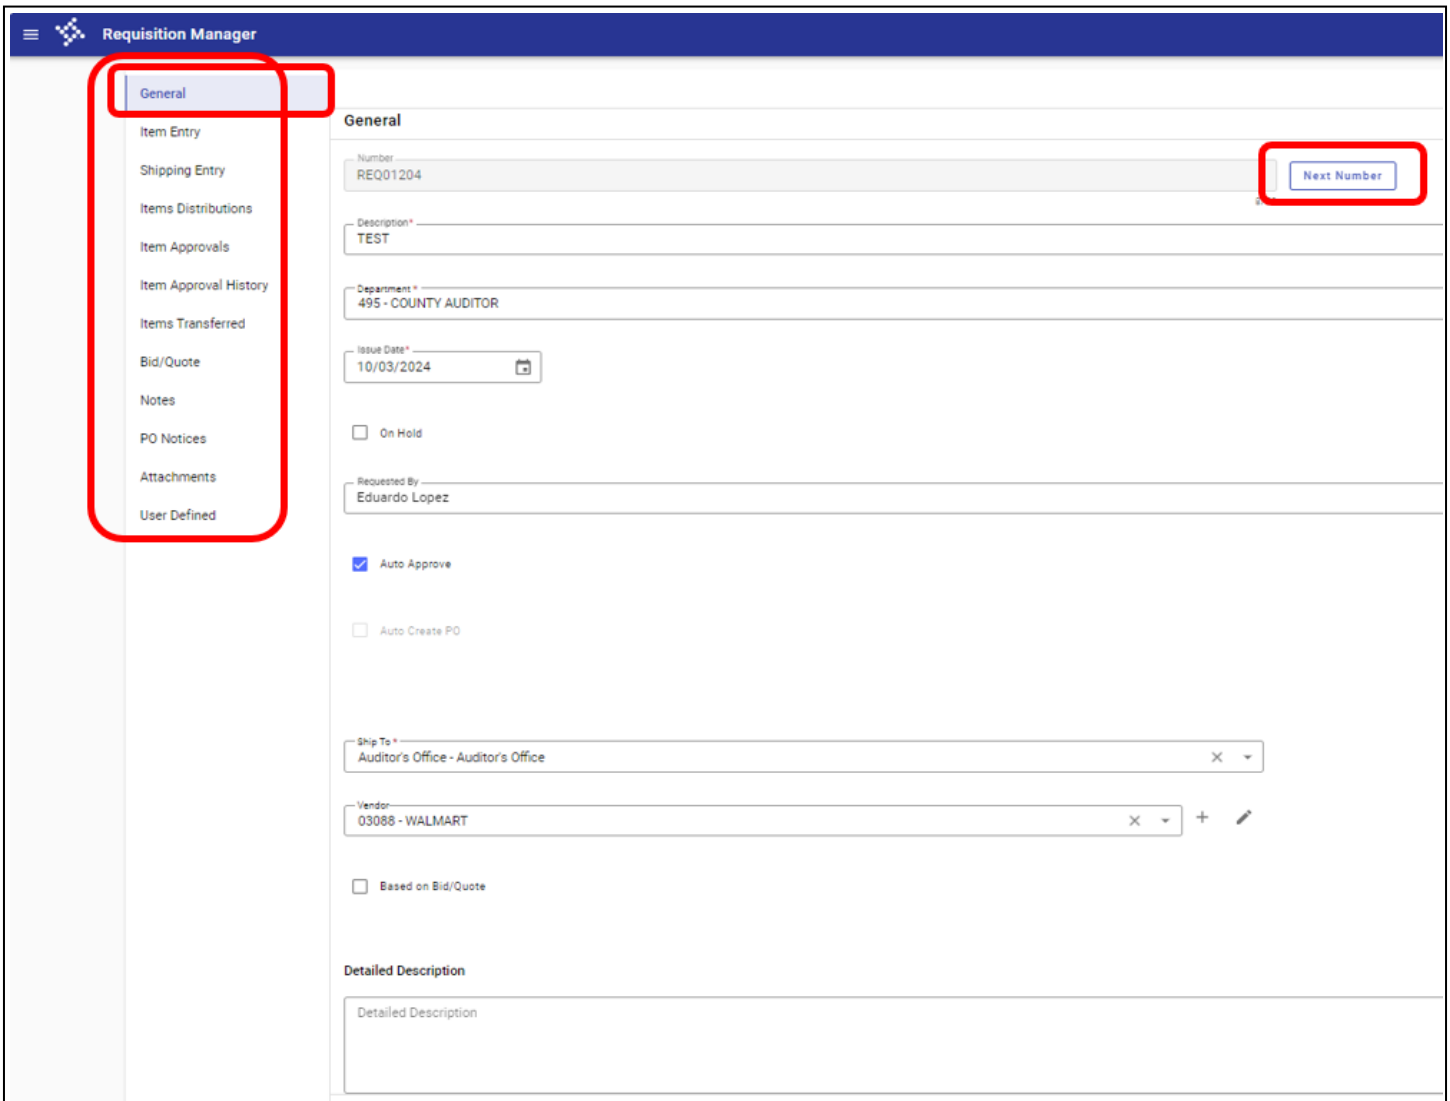 Requisition Manager
General
Item Entry
Shipping Entry
Items Distributions
Item Approvals
Item Approval History
Items Transferred
Bid/Quote
Notes
PO Notices
Attachments
User Defined
General
Number
REQ01204
Next Number
Description*
TEST
Department *
495 - COUNTY AUDITOR
Issue Date*
10/03/2024
On Hold
Requested By
Eduardo Lopez
Auto Approve
Auto Create PO
Ship To *
Auditor's Office - Auditor's Office
Vendor
03088 - WALMART
Based on Bid/Quote
Detailed Description
Detailed Description